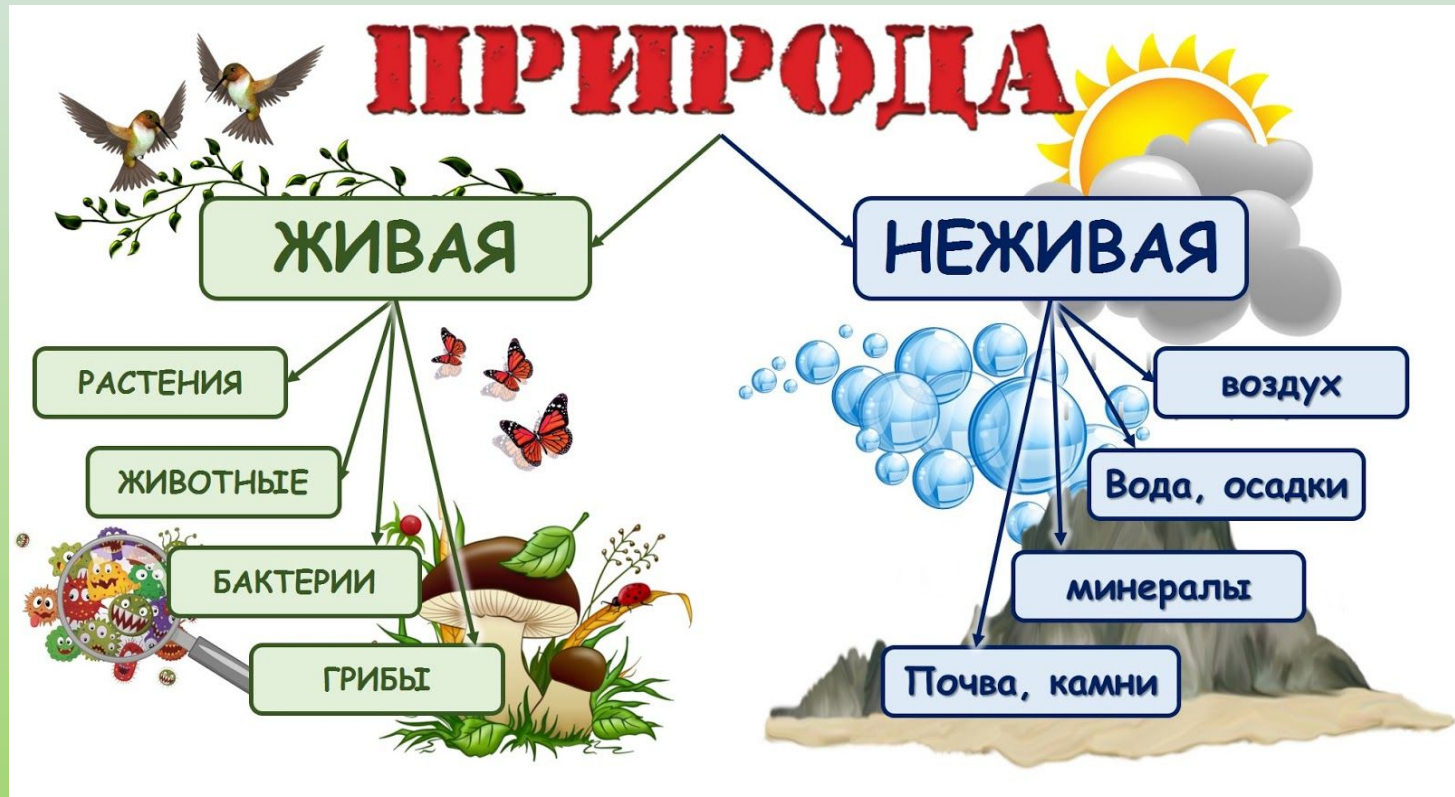 ПРИРОДА
ЖИВАЯ
РАСТЕНИЯ
ЖИВОТНЫЕ
БАКТЕРИИ
ГРИБЫ
НЕЖИВАЯ
воздух
Вода, осадки
минералы
Почва, камни